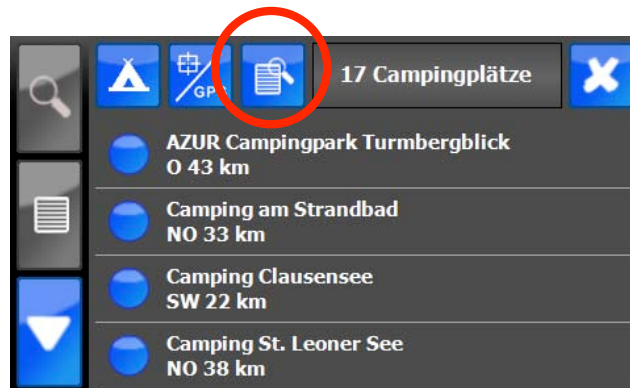 GPS
17 Campingplätze
AZUR Campingpark Turmbergblick
O 43 km
Camping am Strandbad
NO 33 km
Camping Clausensee
SW 22 km
Camping St. Leoner See
NO 38 km